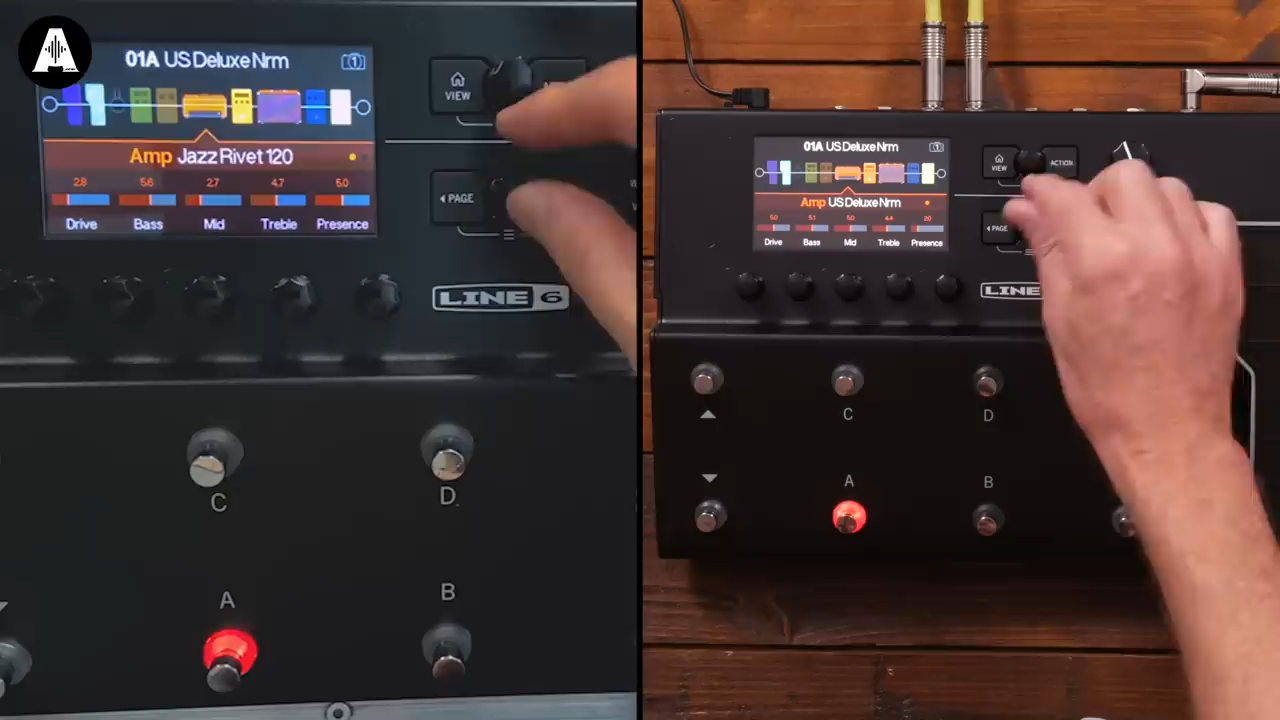 A
01A US Deluxe Nrm
1
Amp Jazz Rivet 120
2.8 5.6 2.7 4.7 5.0
Drive Bass Mid Treble Presence
VIEW
PAGE
LINE 6
C
D
A
B
01A US Deluxe Nrm
1
Amp US Deluxe Nrm
5.0 5.1 5.0 4.4 2.0
Drive Bass Mid Treble Presence
VIEW
ACTION
PAGE
LINE
C
D
A
B